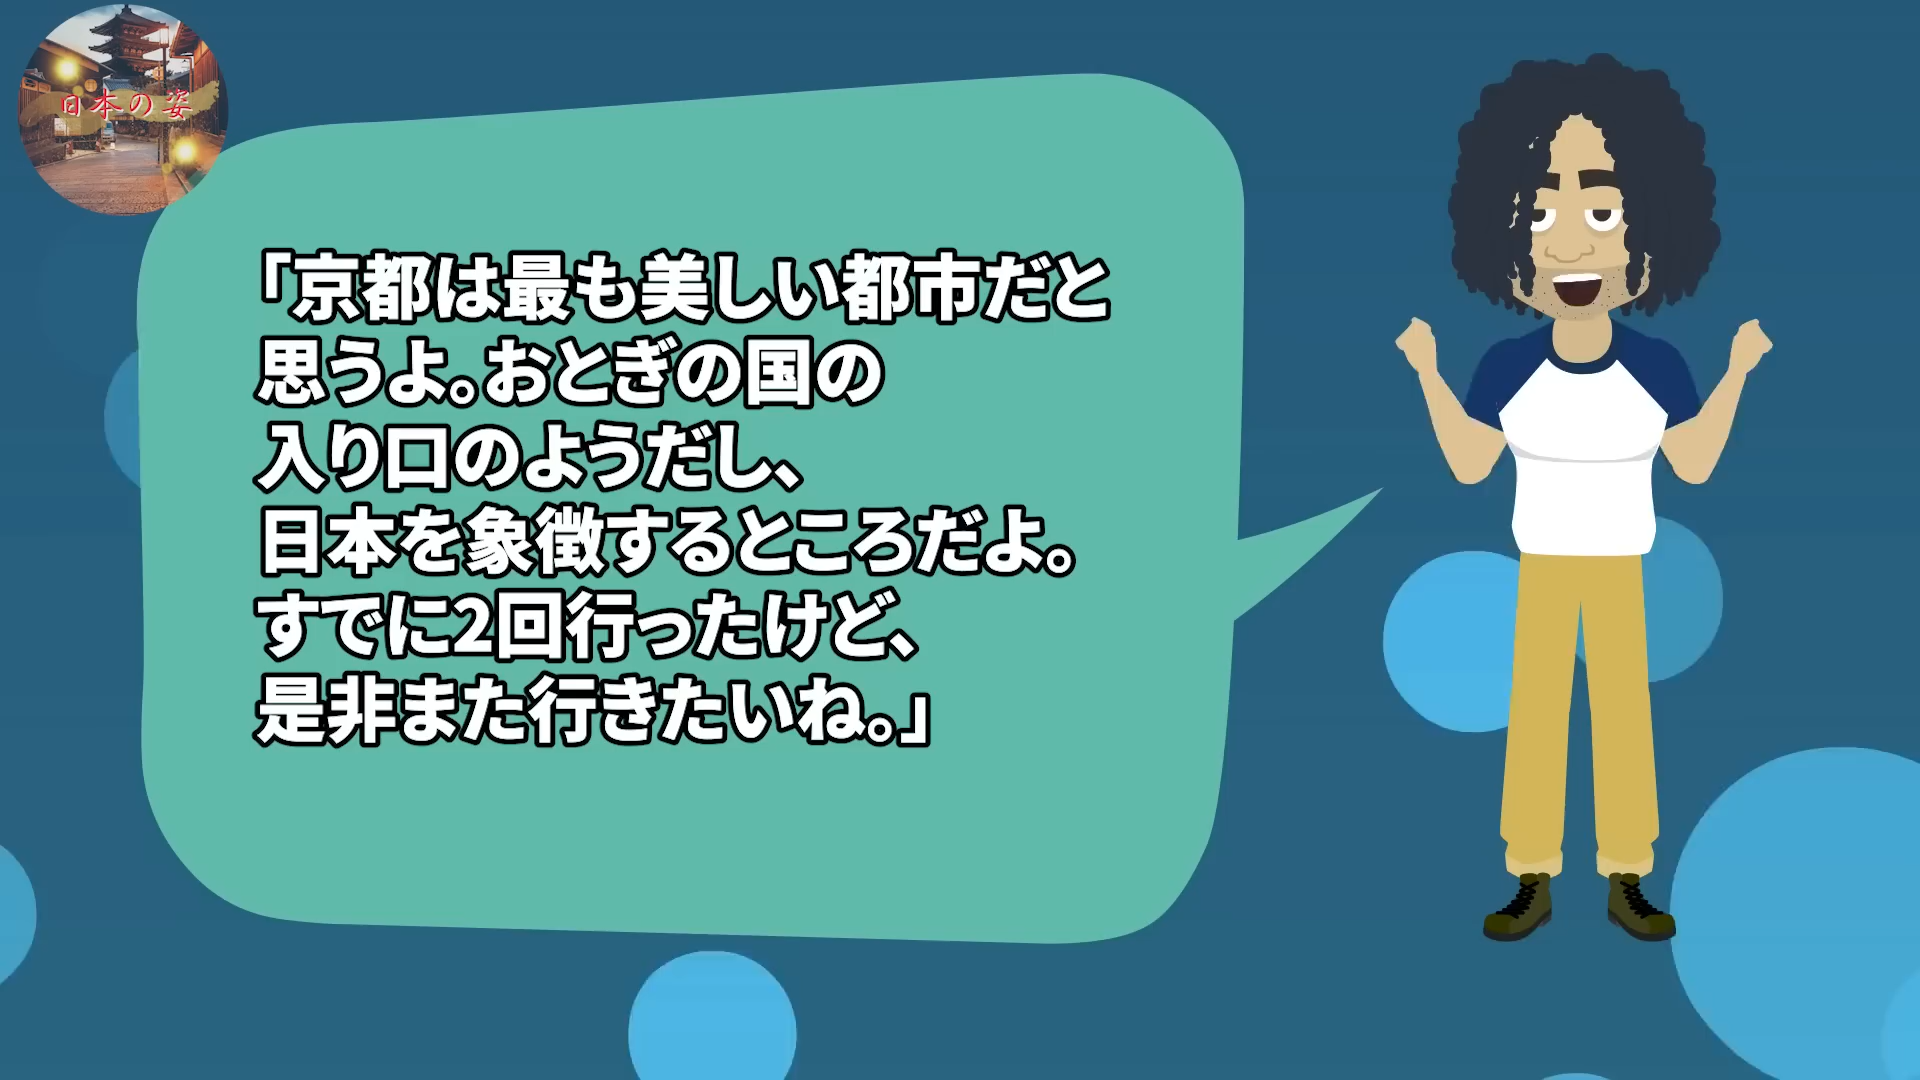 日本の姿
「京都は最も美しい都市だと
思うよ。おとぎの国の
入り口のようだし、
日本を象徴するところだよ。
すでに2回行ったけど、
是非また行きたいね。」